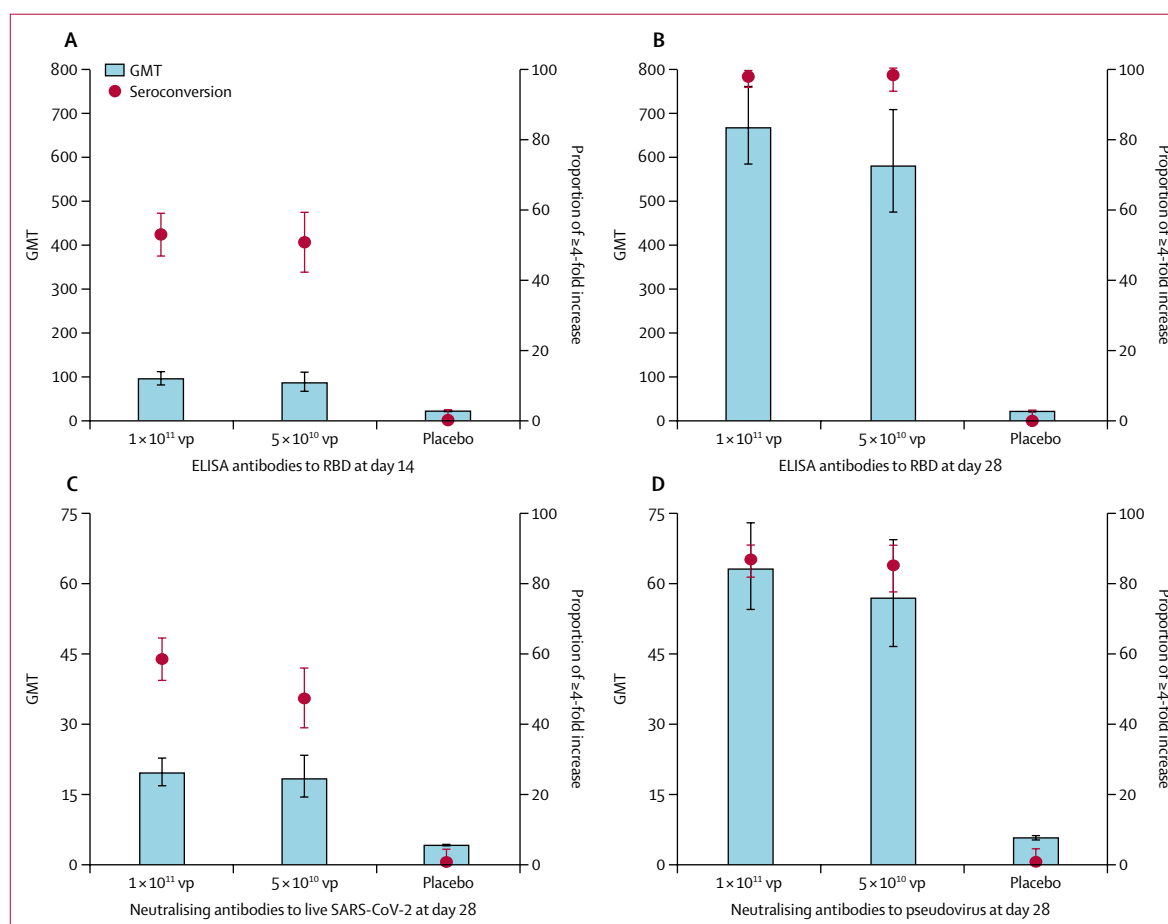 A
GMT
Seroconversion
800
700
600
500
400
300
200
100
0
GMT
100
80
60
40
20
0
Proportion of ≥4-fold increase
1 × 10¹¹ vp
5 × 10¹⁰ vp
Placebo
ELISA antibodies to RBD at day 14
B
800
700
600
500
400
300
200
100
0
GMT
100
80
60
40
20
0
Proportion of ≥4-fold increase
1 × 10¹¹ vp
5 × 10¹⁰ vp
Placebo
ELISA antibodies to RBD at day 28
C
75
60
45
30
15
0
GMT
100
80
60
40
20
0
Proportion of ≥4-fold increase
1 × 10¹¹ vp
5 × 10¹⁰ vp
Placebo
Neutralising antibodies to live SARS-CoV-2 at day 28
D
75
60
45
30
15
0
GMT
100
80
60
40
20
0
Proportion of ≥4-fold increase
1 × 10¹¹ vp
5 × 10¹⁰ vp
Placebo
Neutralising antibodies to pseudovirus at day 28